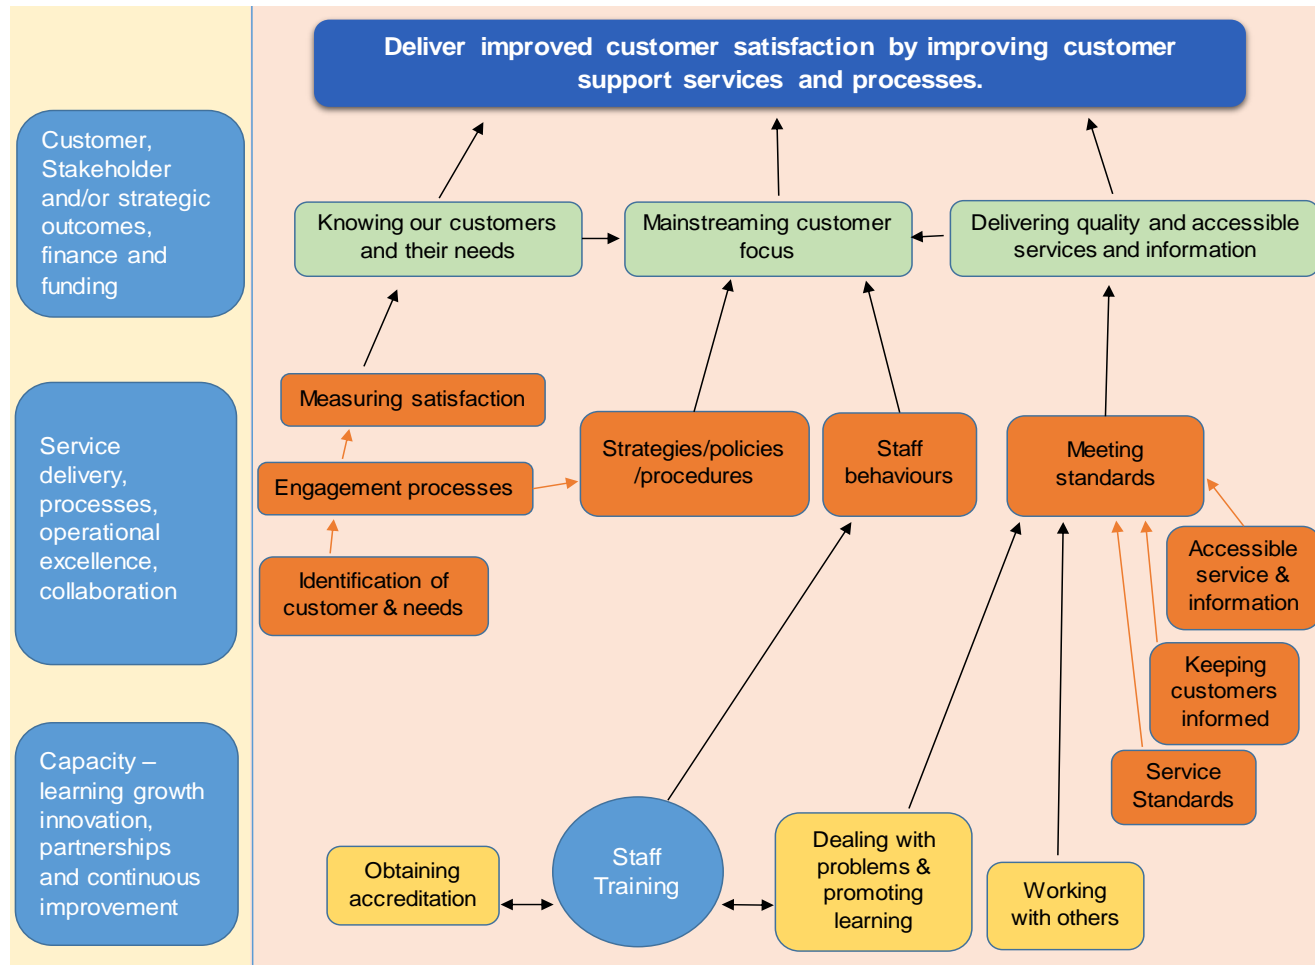 Deliver improved customer satisfaction by improving customer
support services and processes.
Customer,
Stakeholder
and/or strategic
outcomes,
finance and
funding
Knowing our customers
and their needs
Mainstreaming customer
focus
Delivering quality and accessible
services and information
Service
delivery,
processes,
operational
excellence,
collaboration
Measuring satisfaction
Engagement processes
Identification of
customer & needs
Strategies/policies
/procedures
Staff
behaviours
Meeting
standards
Accessible
service &
information
Keeping
customers
informed
Service
Standards
Capacity –
learning growth
innovation,
partnerships
and continuous
improvement
Obtaining
accreditation
Staff
Training
Dealing with
problems &
promoting
learning
Working
with others